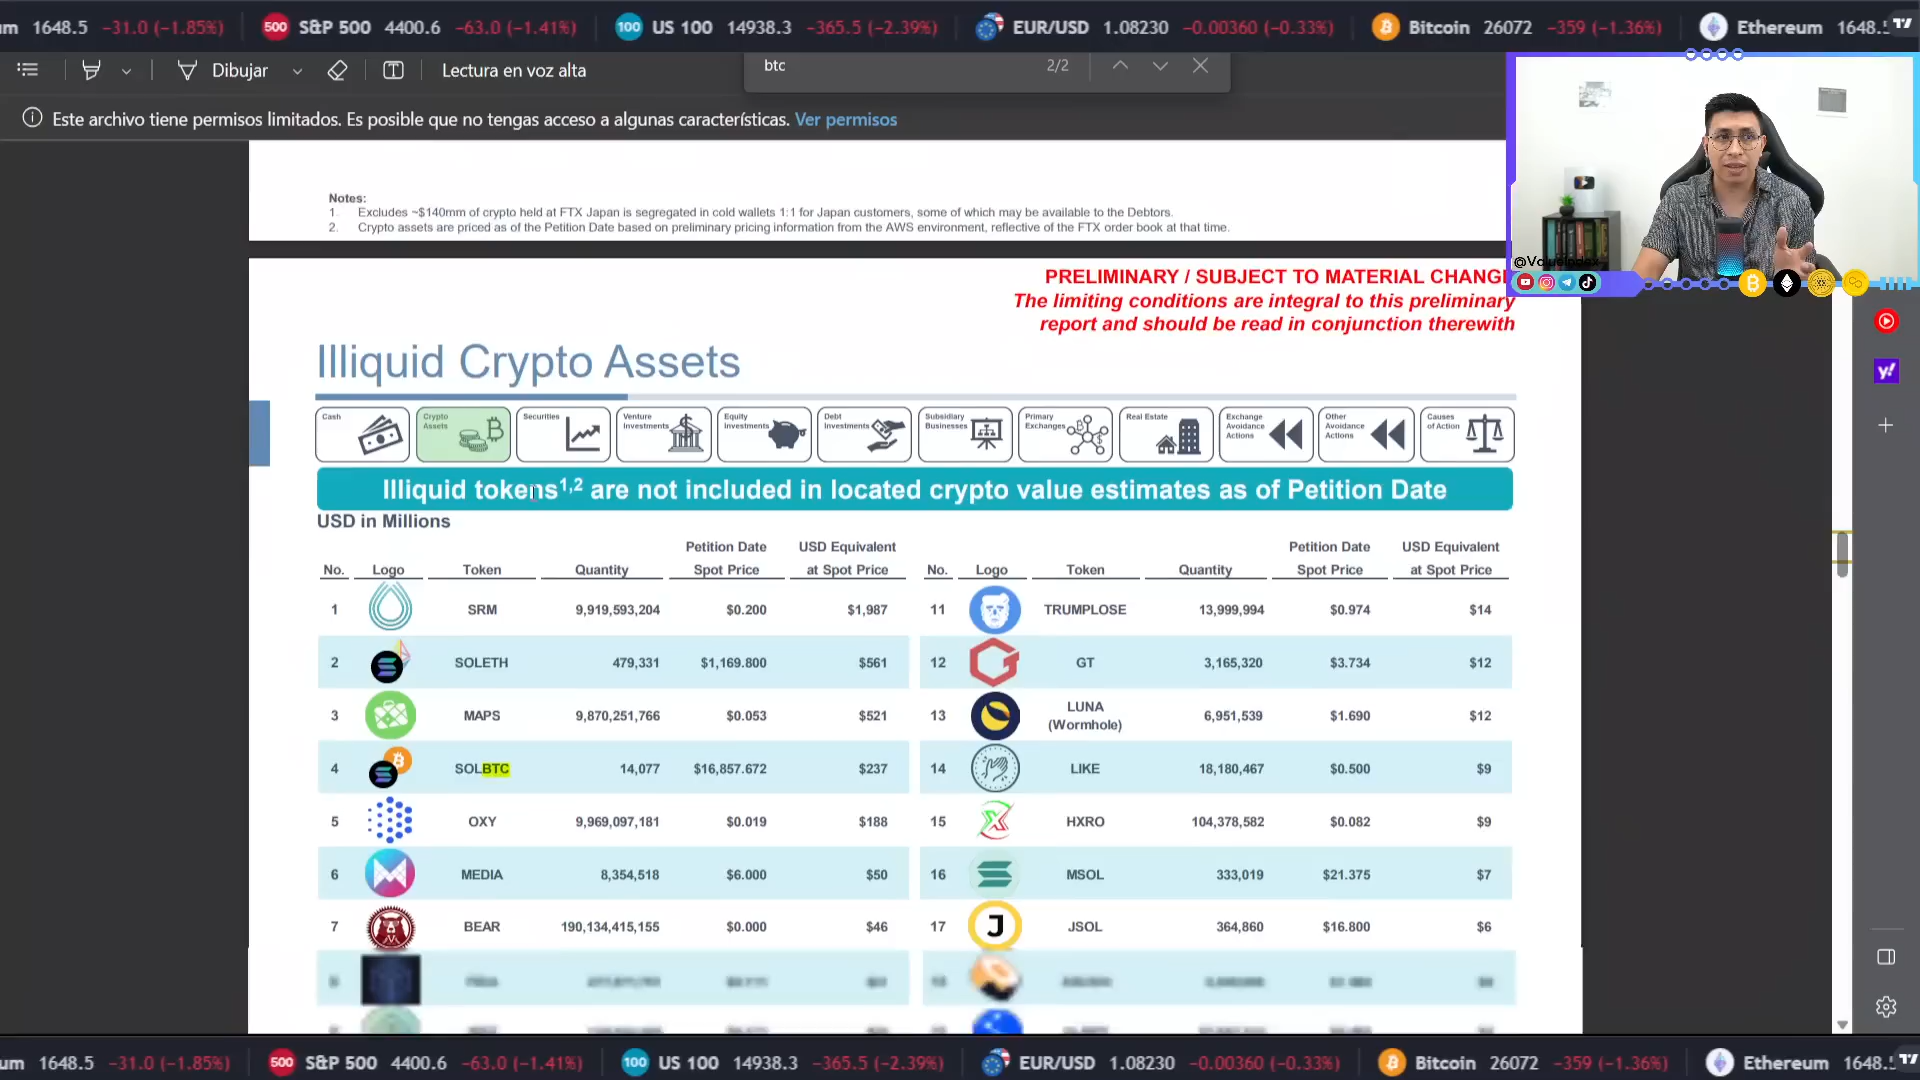 1648.5 −31.0 (−1.85%) 500 S&P 500 4400.6 −63.0 (−1.41%) 100 US 100 14938.3 −365.5 (−2.39%) EUR/USD 1.08230 −0.00360 (−0.33%) Bitcoin 26072 −359 (−1.36%) Ethereum
Dibujar Lectura en voz alta btc 2/2
Este archivo tiene permisos limitados. Es posible que no tengas acceso a algunas características. Ver permisos
Notes:
1. Excludes ~$140mm of crypto held at FTX Japan is segregated in cold wallets 1:1 for Japan customers, some of which may be available to the Debtors.
2. Crypto assets are priced as of the Petition Date based on preliminary pricing information from the AWS environment, reflective of the FTX order book at that time.
PRELIMINARY / SUBJECT TO MATERIAL CHANGE
The limiting conditions are integral to this preliminary
report and should be read in conjunction therewith
Illiquid Crypto Assets
Cash Crypto Assets Securities Venture Investments Equity Investments Debt Investments Subsidiary Businesses Primary Exchanges Real Estate Exchange Avoidance Actions Other Avoidance Actions Causes of Action
Illiquid tokens1,2 are not included in located crypto value estimates as of Petition Date
USD in Millions
Petition Date USD Equivalent Petition Date USD Equivalent
No. Logo Token Quantity Spot Price at Spot Price No. Logo Token Quantity Spot Price at Spot Price
1 SRM 9,919,593,204 $0.200 $1,987 11 TRUMPLOSE 13,999,994 $0.974 $14
2 SOLETH 479,331 $1,169.800 $561 12 GT 3,165,320 $3.734 $12
3 MAPS 9,870,251,766 $0.053 $521 13 LUNA (Wormhole) 6,951,539 $1.690 $12
4 SOLBTC 14,077 $16,857.672 $237 14 LIKE 18,180,467 $0.500 $9
5 OXY 9,969,097,181 $0.019 $188 15 HXRO 104,378,582 $0.082 $9
6 MEDIA 8,354,518 $6.000 $50 16 MSOL 333,019 $21.375 $7
7 BEAR 190,134,415,155 $0.000 $46 17 J JSOL 364,860 $16.800 $6
1648.5 −31.0 (−1.85%) 500 S&P 500 4400.6 −63.0 (−1.41%) 100 US 100 14938.3 −365.5 (−2.39%) EUR/USD 1.08230 −0.00360 (−0.33%) Bitcoin 26072 −359 (−1.36%) Ethereum